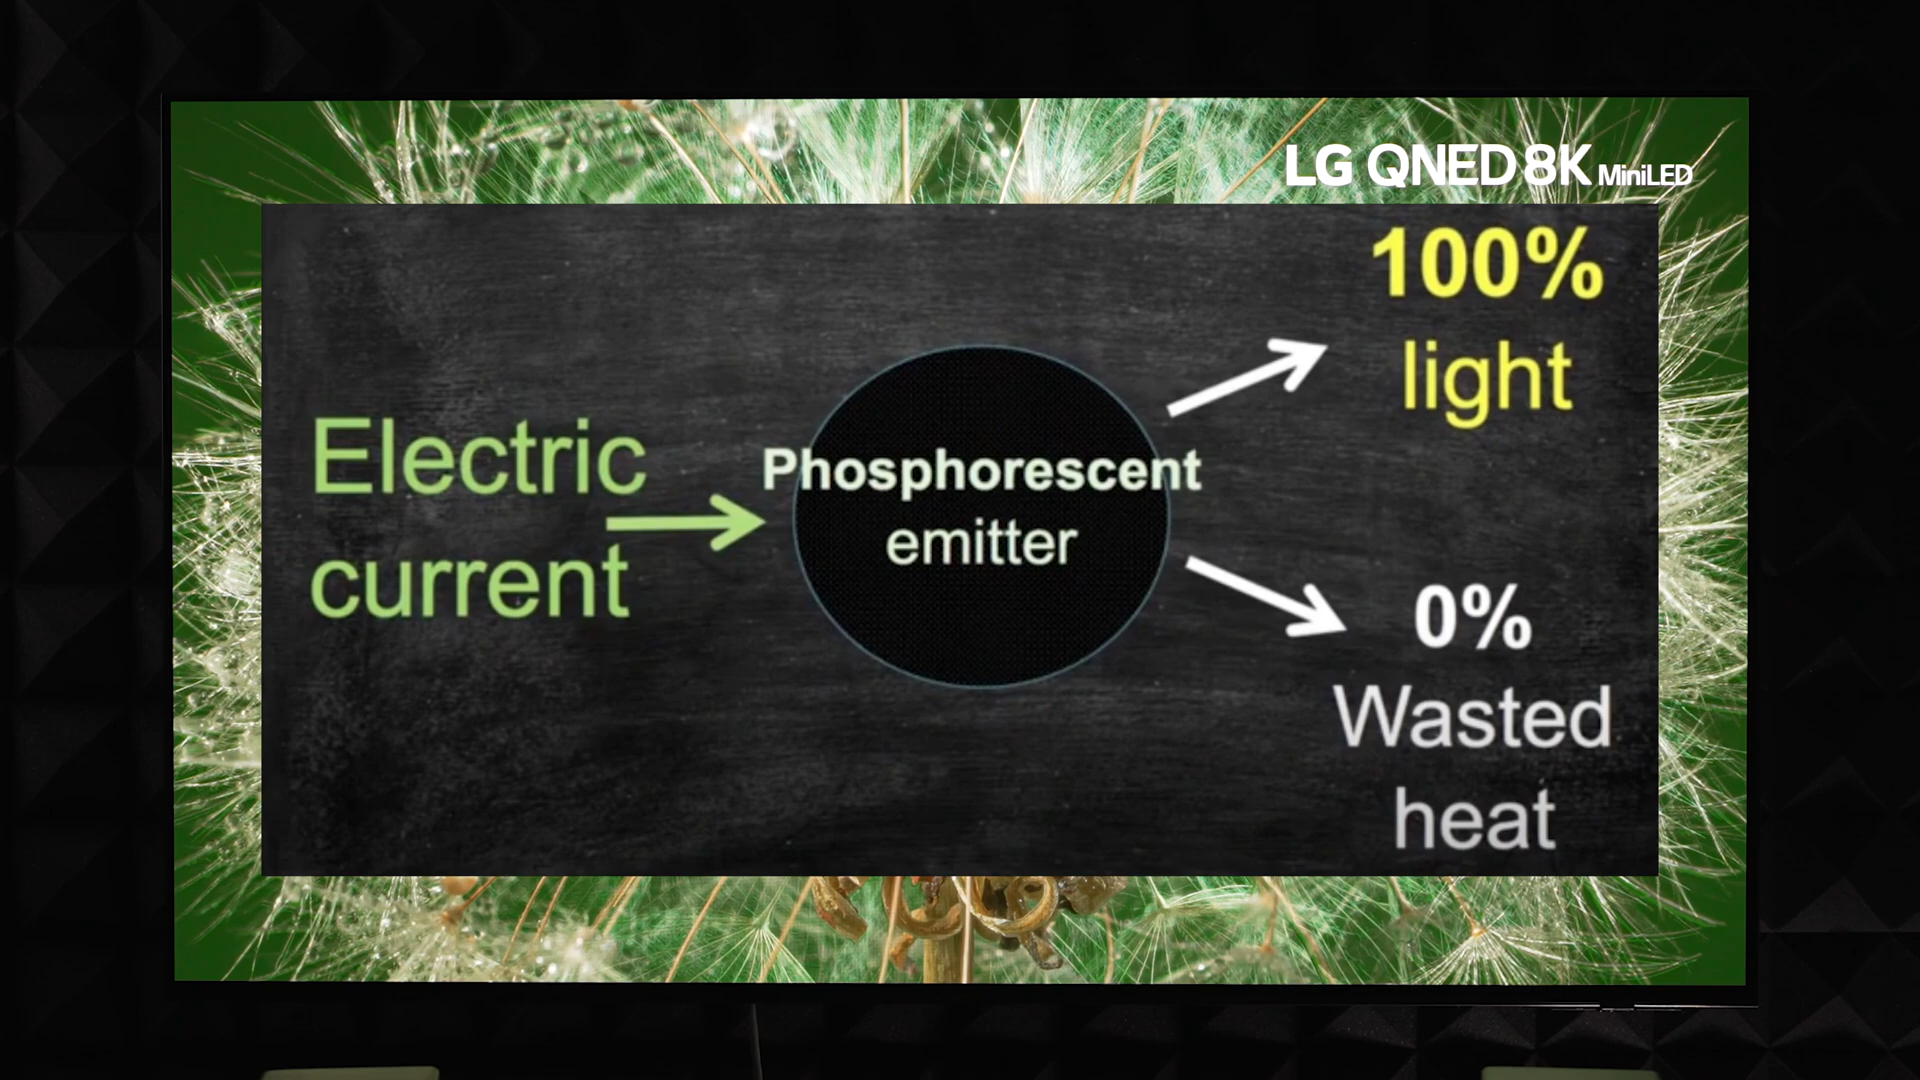 LG QNED 8K MiniLED
100%
light
Electric
current
Phosphorescent
emitter
0%
Wasted
heat